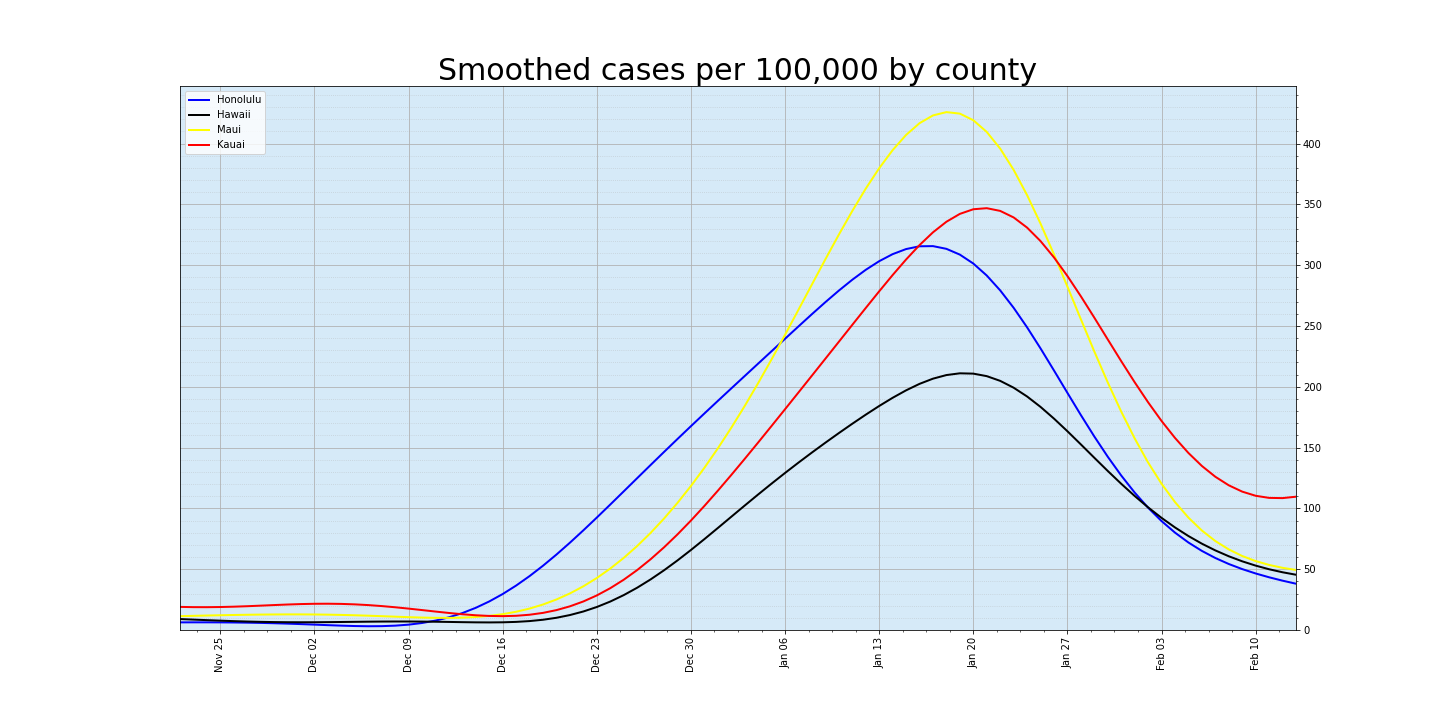 Smoothed cases per 100,000 by county
Honolulu
Hawaii
Maui
Kauai
400
350
300
250
200
150
100
50
0
Nov 25
Dec 02
Dec 09
Dec 16
Dec 23
Dec 30
Jan 06
Jan 13
Jan 20
Jan 27
Feb 03
Feb 10